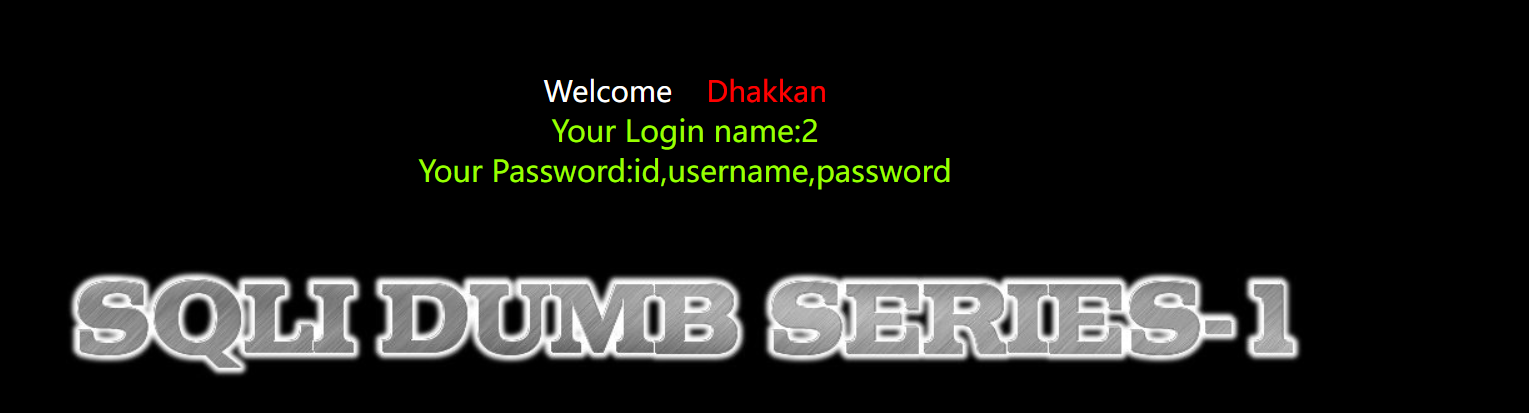 Welcome Dhakkan
Your Login name:2
Your Password:id,username,password
SQLI DUMB SERIES-1